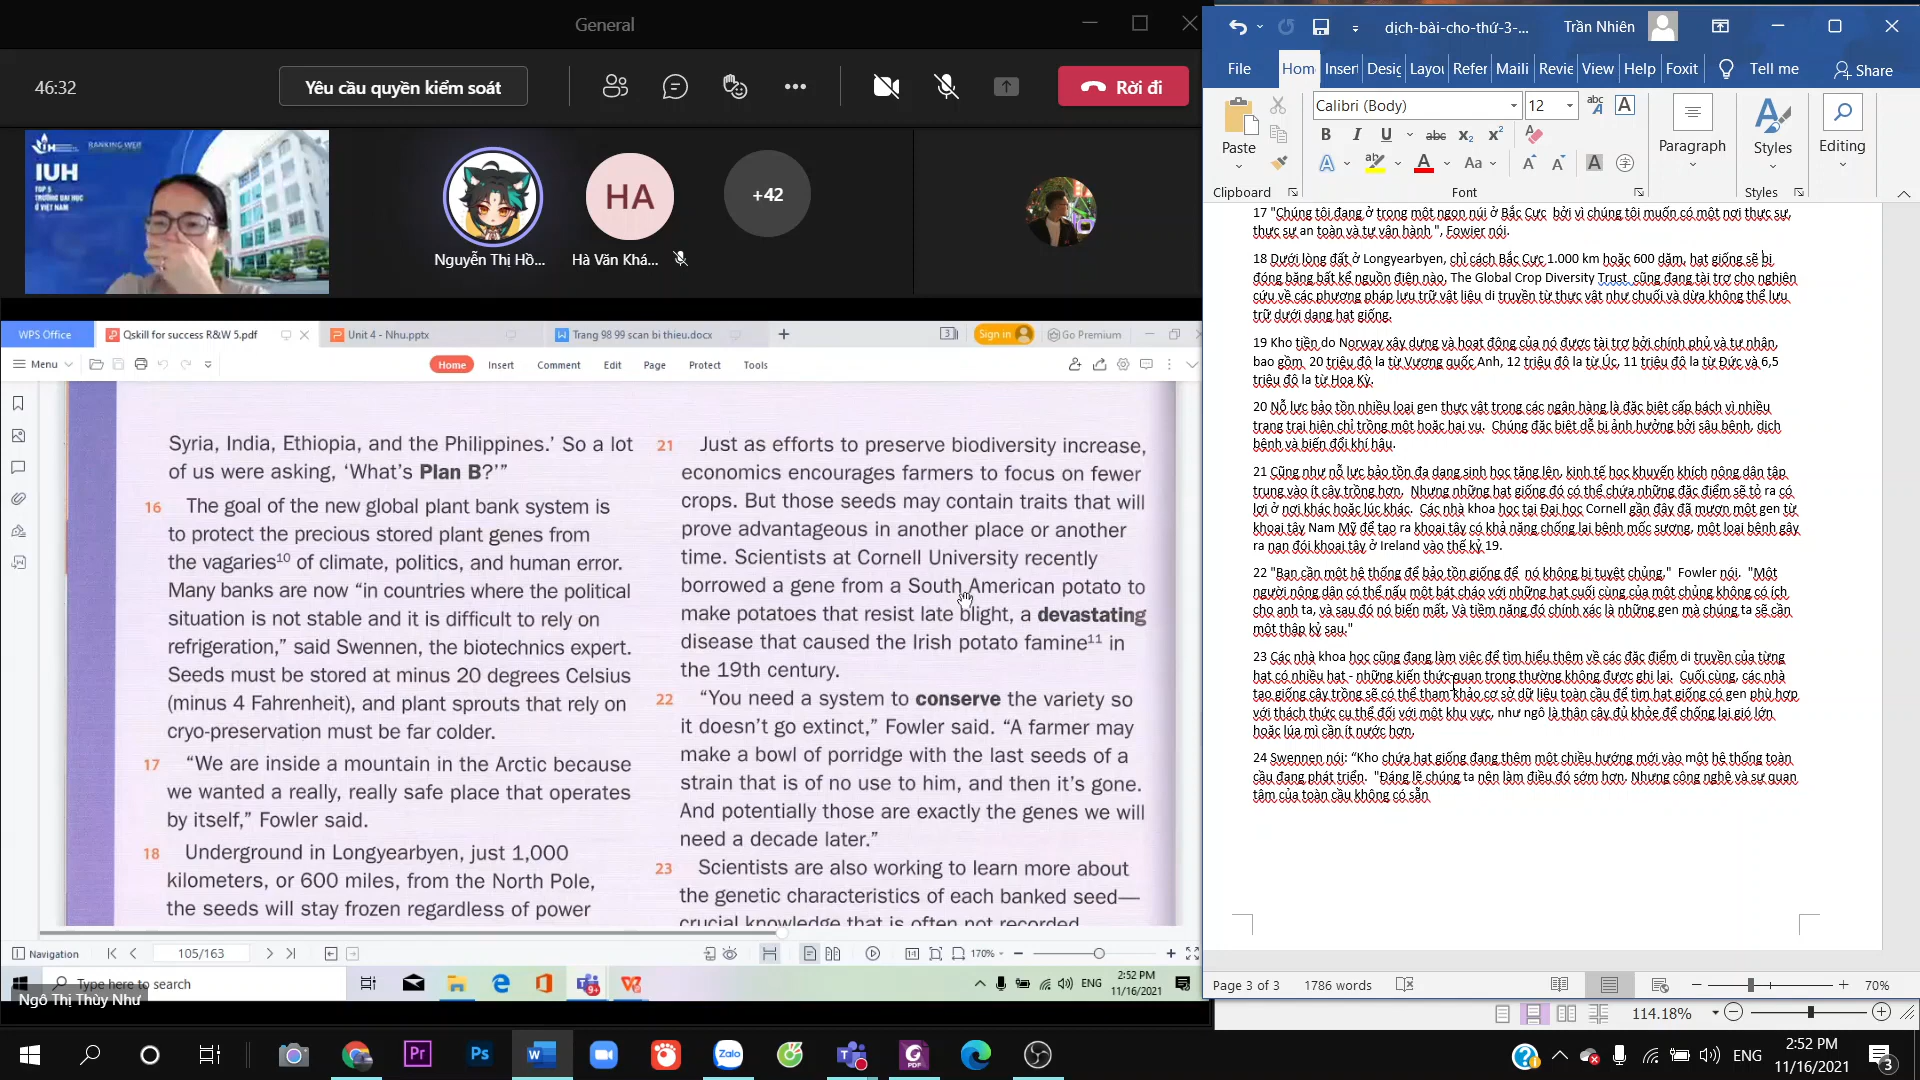 General
46:32
Yêu cầu quyền kiểm soát
Rời đi
IUH
RANKING WEB
IUH
TOP 5
TRƯỜNG ĐẠI HỌC
Ở VIỆT NAM
HA
+42
Nguyễn Thị Hồ...
Hà Văn Khá...
WPS Office
Qskill for success R&W 5.pdf
Unit 4 - Nhu.pptx
Trang 98 99 scan bi thieu.docx
3
Sign in
Go Premium
Menu
Home
Insert
Comment
Edit
Page
Protect
Tools
Syria, India, Ethiopia, and the Philippines.’ So a lot
of us were asking, ‘What’s Plan B?’”
16 The goal of the new global plant bank system is
to protect the precious stored plant genes from
the vagaries10 of climate, politics, and human error.
Many banks are now “in countries where the political
situation is not stable and it is difficult to rely on
refrigeration,” said Swennen, the biotechnics expert.
Seeds must be stored at minus 20 degrees Celsius
(minus 4 Fahrenheit), and plant sprouts that rely on
cryo-preservation must be far colder.
17 “We are inside a mountain in the Arctic because
we wanted a really, really safe place that operates
by itself,” Fowler said.
18 Underground in Longyearbyen, just 1,000
kilometers, or 600 miles, from the North Pole,
the seeds will stay frozen regardless of power
21 Just as efforts to preserve biodiversity increase,
economics encourages farmers to focus on fewer
crops. But those seeds may contain traits that will
prove advantageous in another place or another
time. Scientists at Cornell University recently
borrowed a gene from a South American potato to
make potatoes that resist late blight, a devastating
disease that caused the Irish potato famine11 in
the 19th century.
22 “You need a system to conserve the variety so
it doesn’t go extinct,” Fowler said. “A farmer may
make a bowl of porridge with the last seeds of a
strain that is of no use to him, and then it’s gone.
And potentially those are exactly the genes we will
need a decade later.”
23 Scientists are also working to learn more about
the genetic characteristics of each banked seed—
crucial knowledge that is often not recorded
Navigation
105/163
170%
Type here to search
Ngô Thị Thùy Như
9+
ENG
2:52 PM
11/16/2021
dịch-bài-cho-thứ-3-...
Trần Nhiên
File
Hom
Inser
Desig
Layou
Refer
Maili
Revie
View
Help
Foxit
Tell me
Share
Paste
Calibri (Body)
12
Paragraph
Styles
Editing
Clipboard
Font
Styles
17 "Chúng tôi đang ở trong một ngọn núi ở Bắc Cực bởi vì chúng tôi muốn có một nơi thực sự,
thực sự an toàn và tự vận hành ", Fowler nói.
18 Dưới lòng đất ở Longyearbyen, chỉ cách Bắc Cực 1.000 km hoặc 600 dặm, hạt giống sẽ bị
đóng băng bất kể nguồn điện nào, The Global Crop Diversity Trust cũng đang tài trợ cho nghiên
cứu về các phương pháp lưu trữ vật liệu di truyền từ thực vật như chuối và dừa không thể lưu
trữ dưới dạng hạt giống.
19 Kho tiền do Norway xây dựng và hoạt động của nó được tài trợ bởi chính phủ và tư nhân,
bao gồm 20 triệu đô la từ Vương quốc Anh, 12 triệu đô la từ Úc, 11 triệu đô la từ Đức và 6,5
triệu đô la từ Hoa Kỳ.
20 Nỗ lực bảo tồn nhiều loại gen thực vật trong các ngân hàng là đặc biệt cấp bách vì nhiều
trang trại hiện chỉ trồng một hoặc hai vụ. Chúng đặc biệt dễ bị ảnh hưởng bởi sâu bệnh, dịch
bệnh và biến đổi khí hậu.
21 Cũng như nỗ lực bảo tồn đa dạng sinh học tăng lên, kinh tế học khuyến khích nông dân tập
trung vào ít cây trồng hơn. Nhưng những hạt giống đó có thể chứa những đặc điểm sẽ tỏ ra có
lợi ở nơi khác hoặc lúc khác. Các nhà khoa học tại Đại học Cornell gần đây đã mượn một gen từ
khoai tây Nam Mỹ để tạo ra khoai tây có khả năng chống lại bệnh mốc sương, một loại bệnh gây
ra nạn đói khoai tây ở Ireland vào thế kỷ 19.
22 "Bạn cần một hệ thống để bảo tồn giống để nó không bị tuyệt chủng," Fowler nói. "Một
người nông dân có thể nấu một bát cháo với những hạt cuối cùng của một chủng không có ích
cho anh ta, và sau đó nó biến mất. Và tiềm năng đó chính xác là những gen mà chúng ta sẽ cần
một thập kỷ sau."
23 Các nhà khoa học cũng đang làm việc để tìm hiểu thêm về các đặc điểm di truyền của từng
hạt có nhiều hạt - những kiến thức quan trọng thường không được ghi lại. Cuối cùng, các nhà
tạo giống cây trồng sẽ có thể tham khảo cơ sở dữ liệu toàn cầu để tìm hạt giống có gen phù hợp
với thách thức cụ thể đối với một khu vực, như ngô là thân cây đủ khỏe để chống lại gió lớn
hoặc lúa mì cần ít nước hơn.
24 Swennen nói: “Kho chứa hạt giống đang thêm một chiều hướng mới vào một hệ thống toàn
cầu đang phát triển. "Đáng lẽ chúng ta nên làm điều đó sớm hơn. Nhưng công nghệ và sự quan
tâm của toàn cầu không có sẵn
Page 3 of 3
1786 words
70%
114.18%
Pr
Ps
Zalo
ENG
2:52 PM
11/16/2021
3